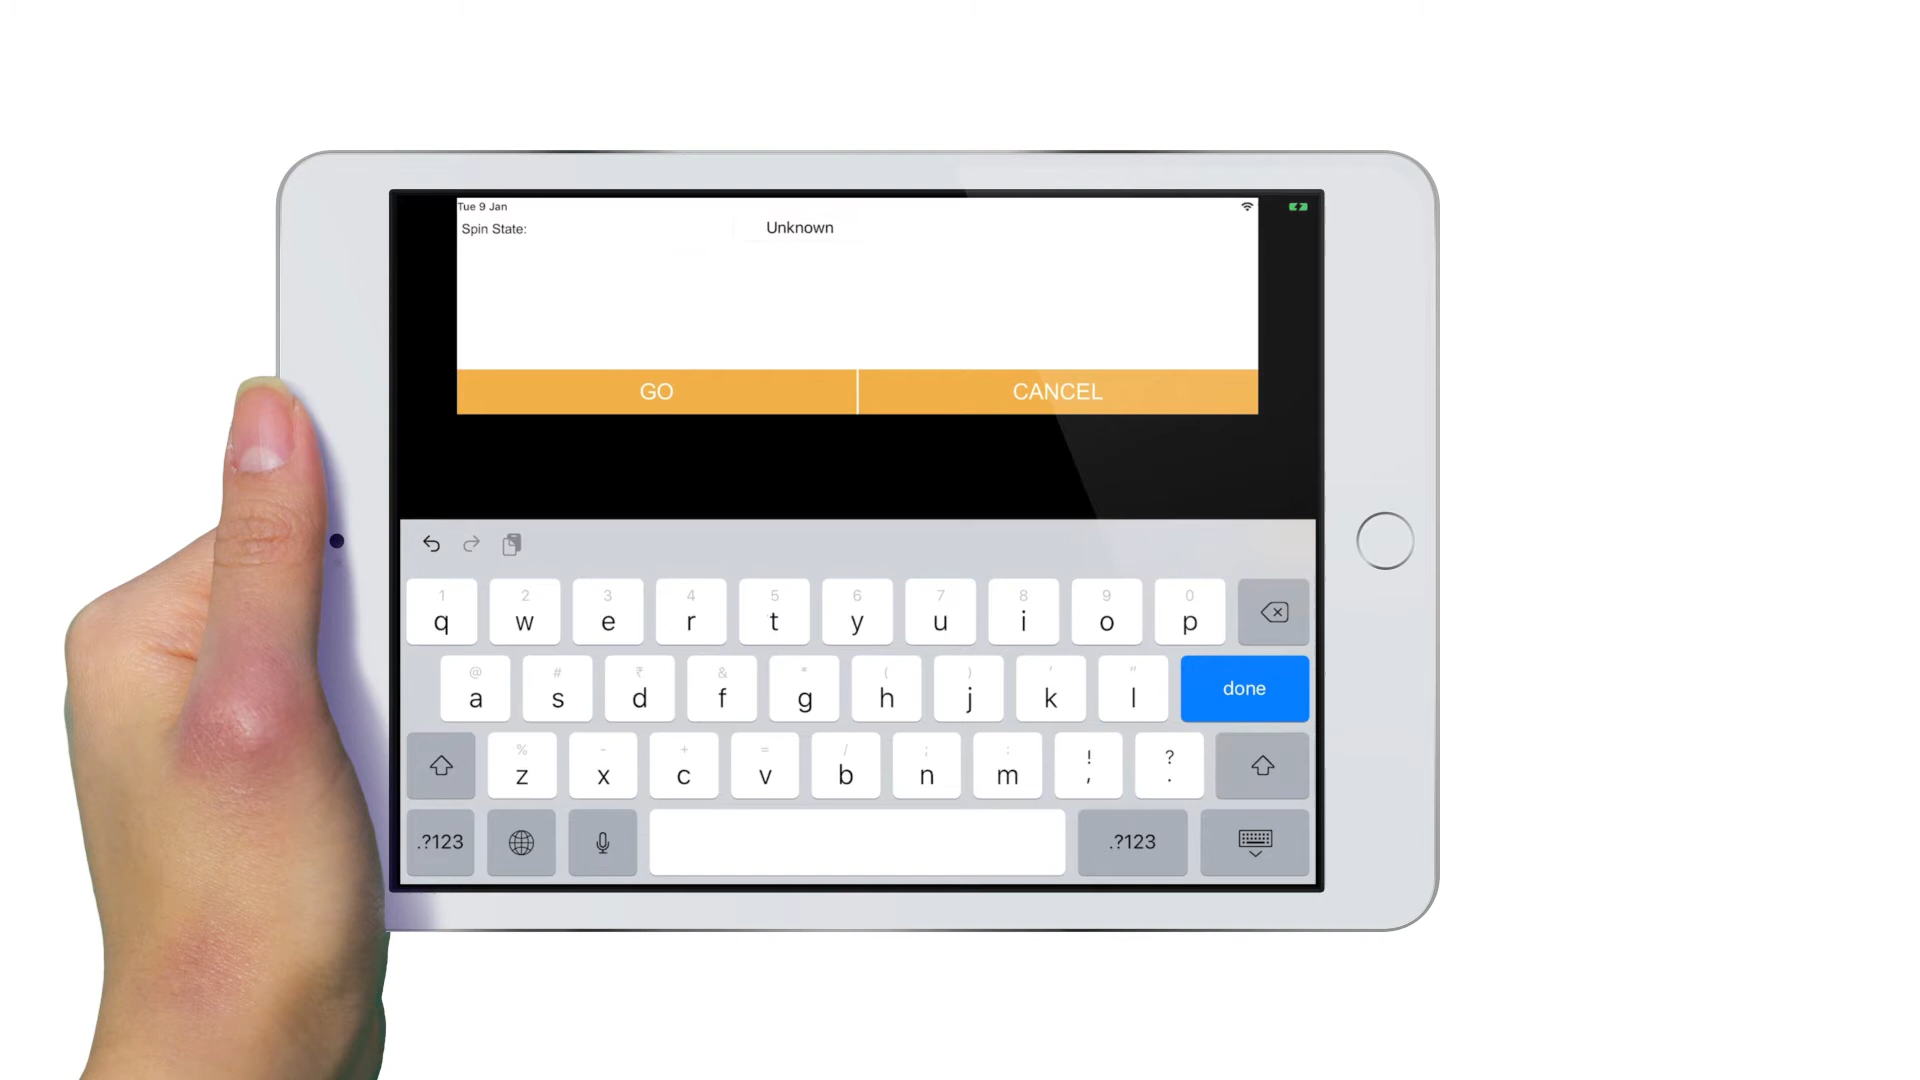 Tue 9 Jan
Spin State: Unknown
GO CANCEL
1 2 3 4 5 6 7 8 9 0
q w e r t y u i o p
@ # ₹ & * ( ) ' "
a s d f g h j k l done
% - + = / ; : ! ?
z x c v b n m , .
.?123 .?123